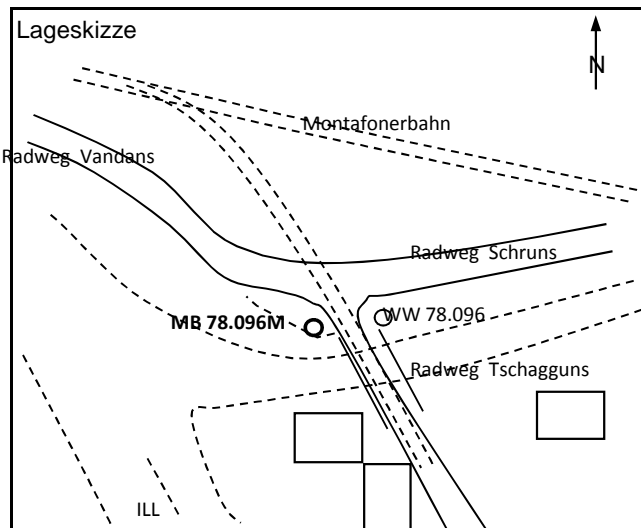 Lageskizze
N
Montafonerbahn
Radweg Vandans
Radweg Schruns
MB 78.096M
WW 78.096
Radweg Tschagguns
ILL